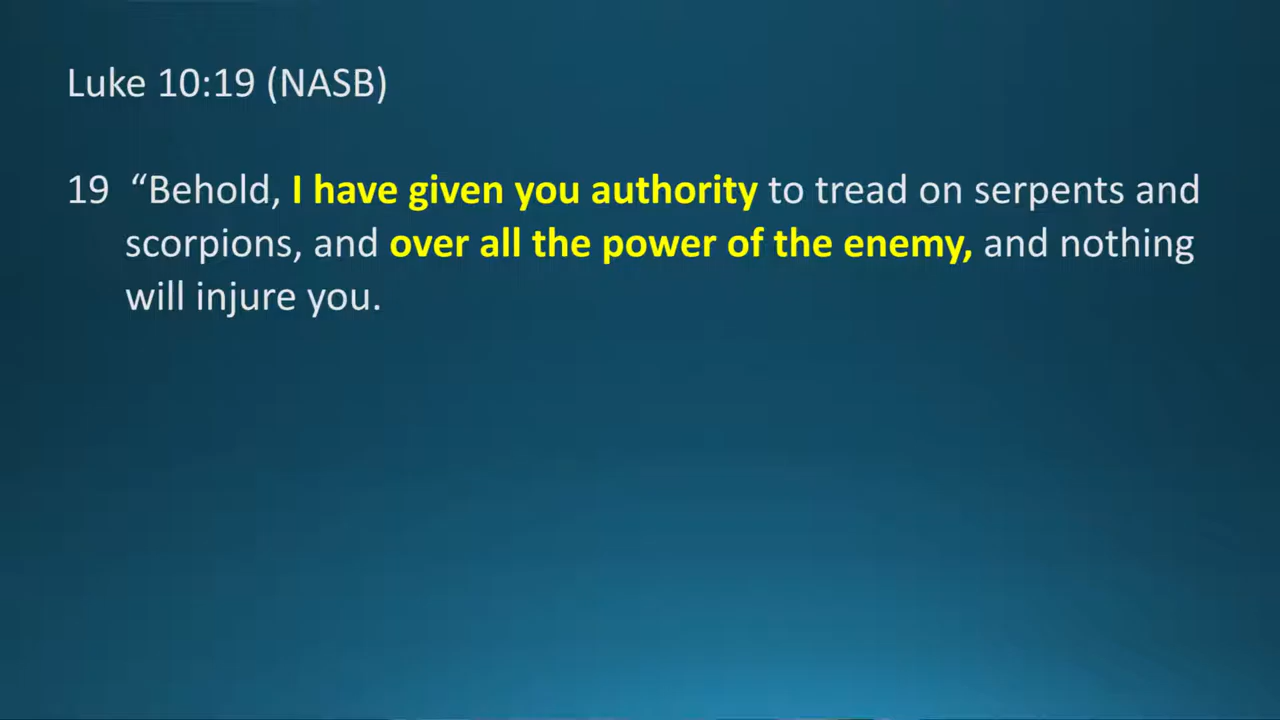 Luke 10:19 (NASB)
19 “Behold, I have given you authority to tread on serpents and
scorpions, and over all the power of the enemy, and nothing
will injure you.